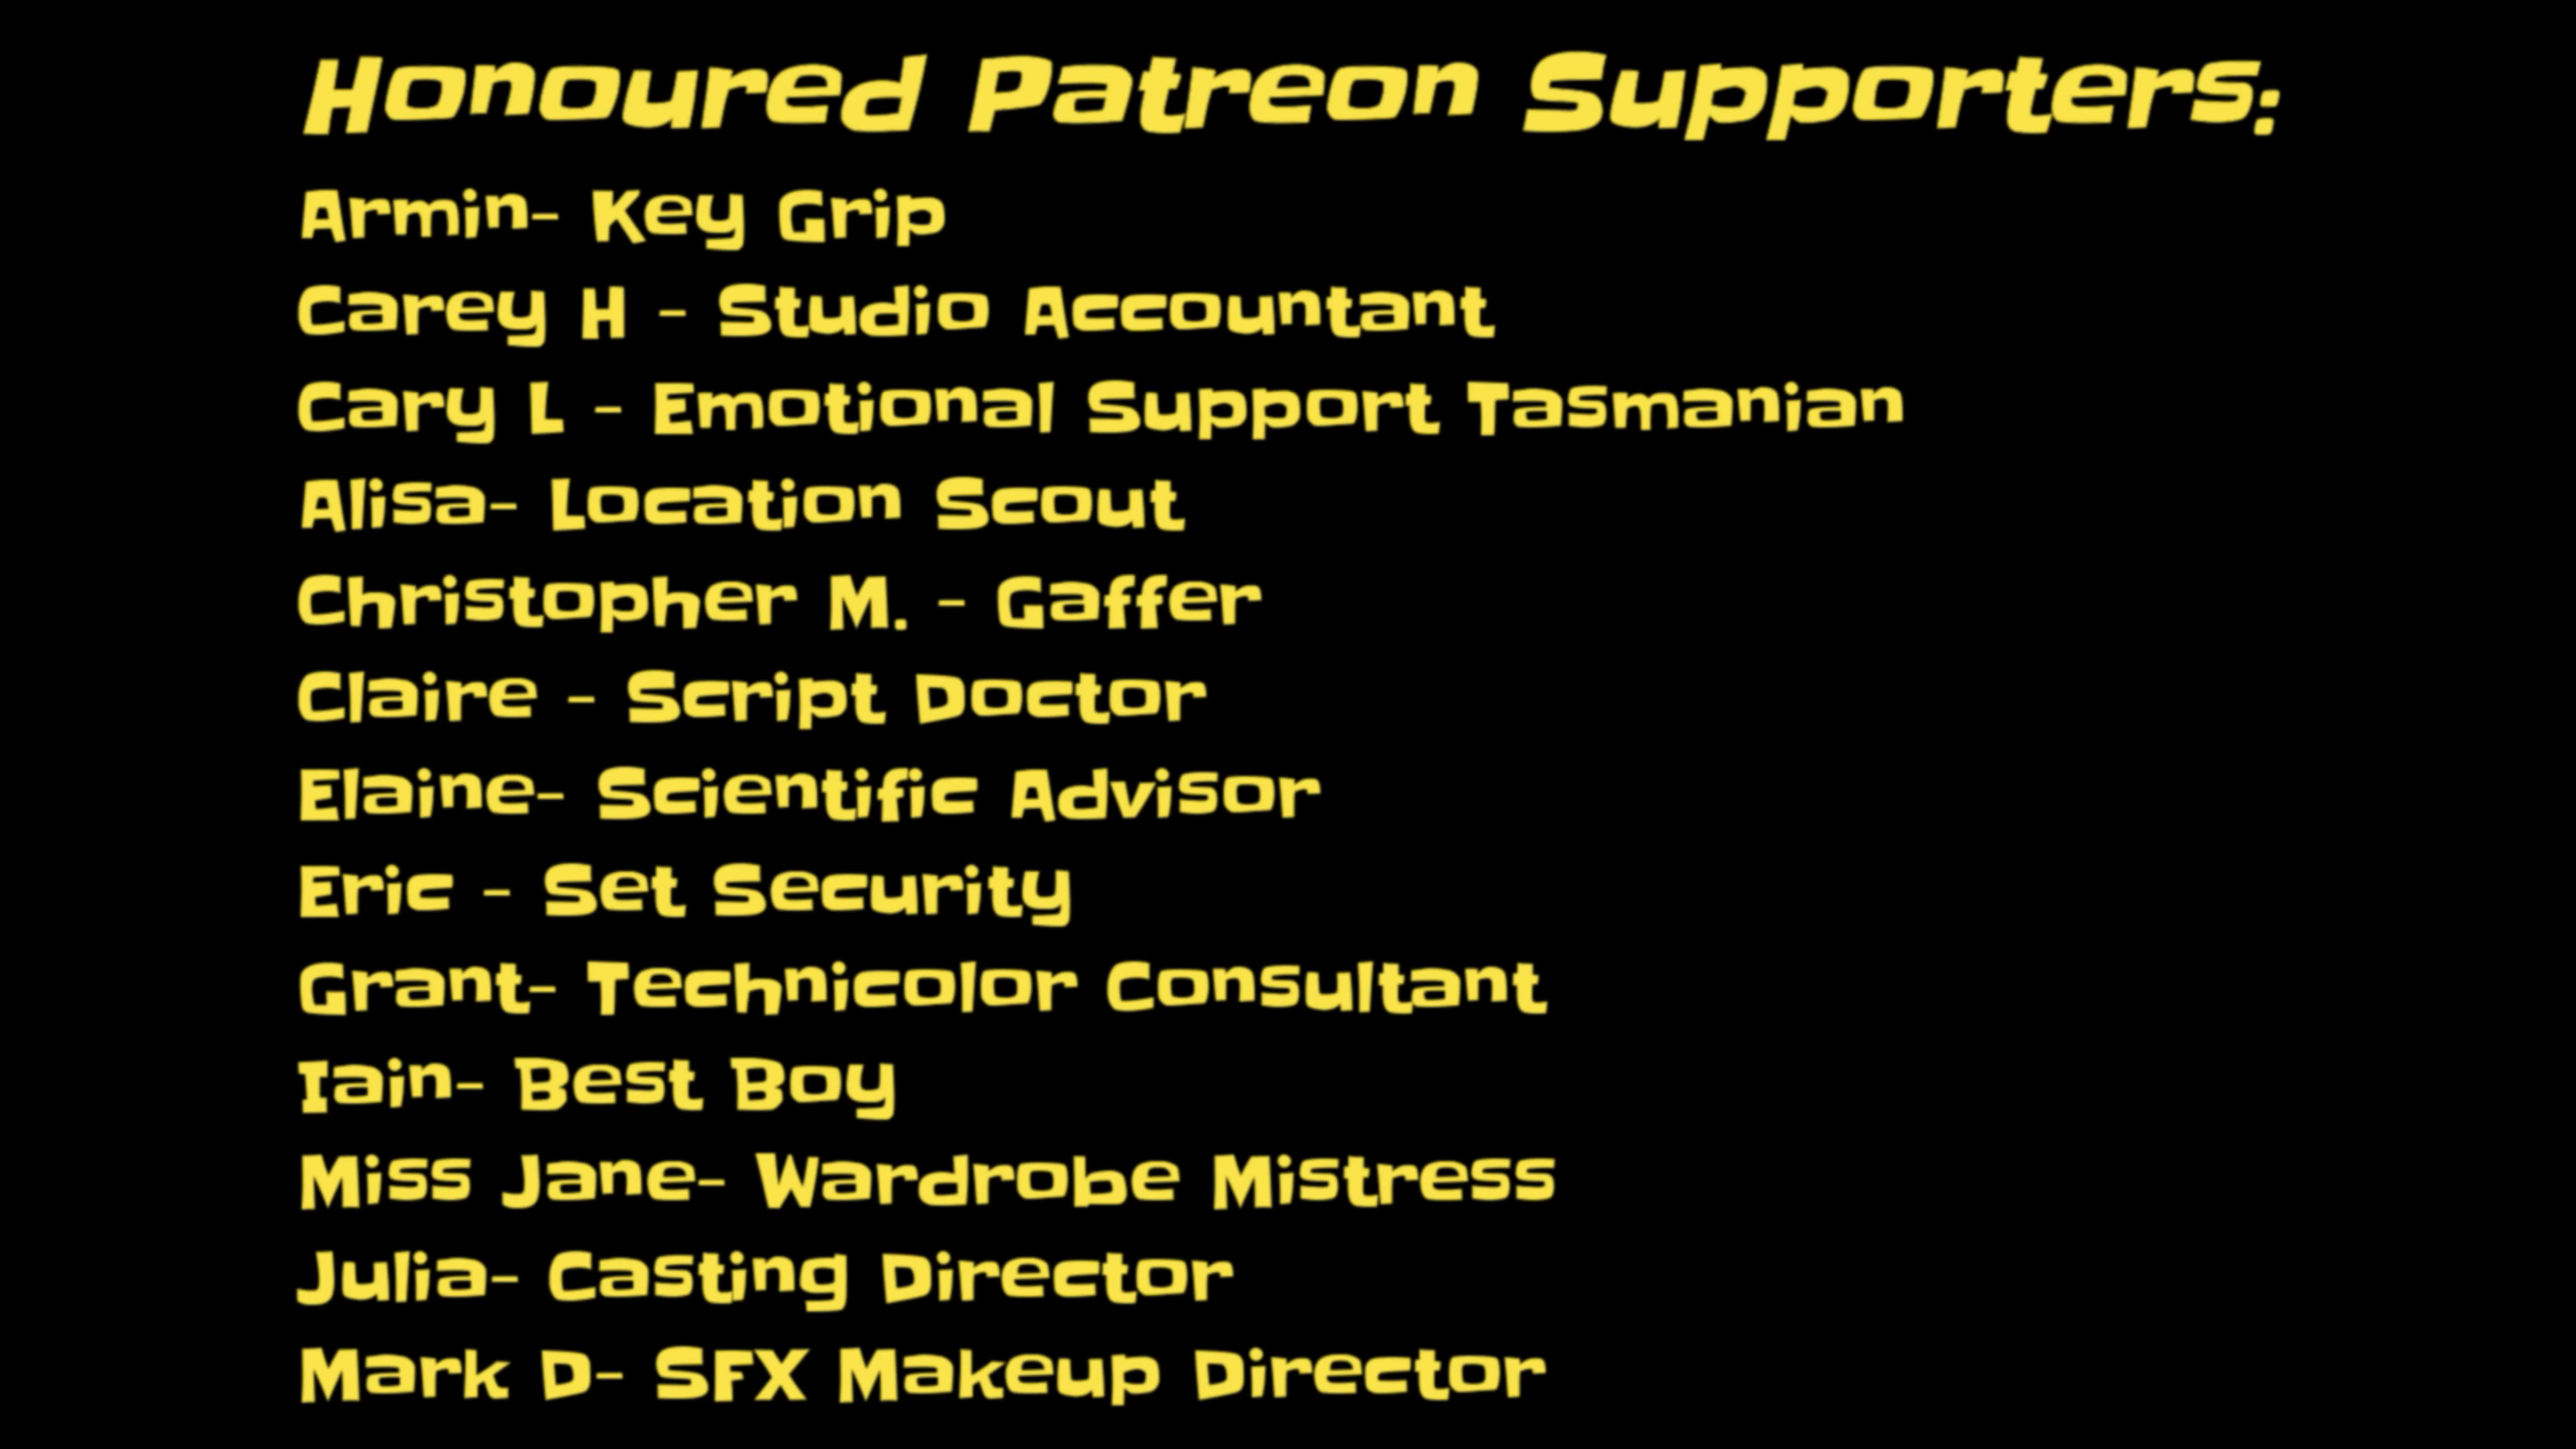 Honoured Patreon Supporters:
Armin- Key Grip
Carey H - Studio Accountant
Cary L - Emotional Support Tasmanian
Alisa- Location Scout
Christopher M. - Gaffer
Claire - Script Doctor
Elaine- Scientific Advisor
Eric - Set Security
Grant- Technicolor Consultant
Iain- Best Boy
Miss Jane- Wardrobe Mistress
Julia- Casting Director
Mark D- SFX Makeup Director